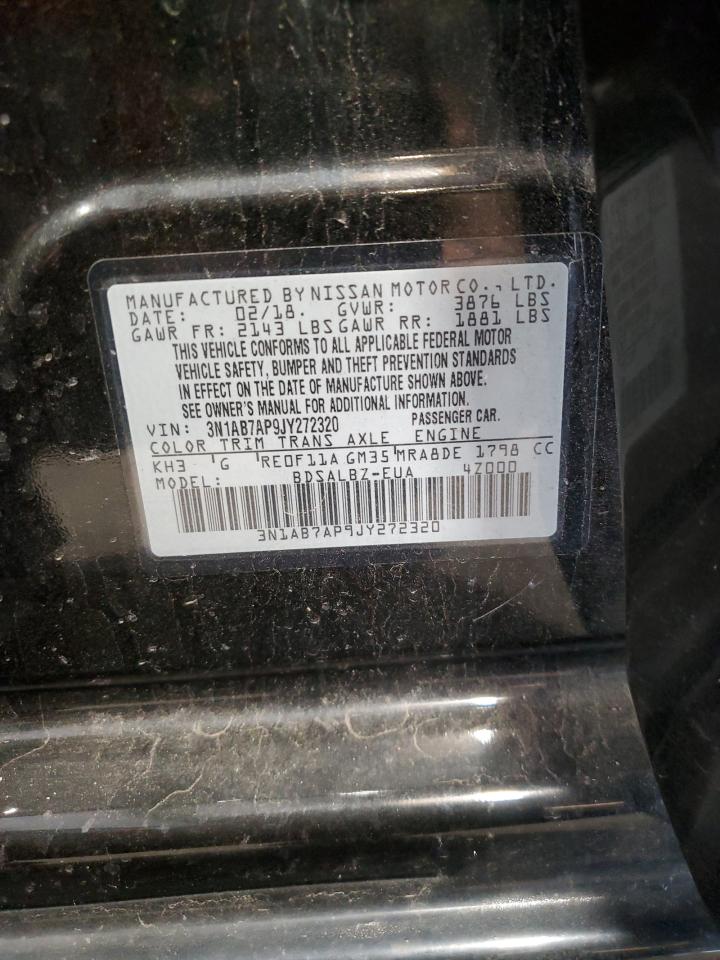 MANUFACTURED BY NISSAN MOTOR CO., LTD.
DATE: 02/18. GVWR: 3876 LBS
GAWR FR: 2143 LBS GAWR RR: 1881 LBS
THIS VEHICLE CONFORMS TO ALL APPLICABLE FEDERAL MOTOR
VEHICLE SAFETY, BUMPER AND THEFT PREVENTION STANDARDS
IN EFFECT ON THE DATE OF MANUFACTURE SHOWN ABOVE.
SEE OWNER'S MANUAL FOR ADDITIONAL INFORMATION.
VIN: 3N1AB7AP9JY272320 PASSENGER CAR.
COLOR TRIM TRANS AXLE ENGINE
KH3 G RE0F11A GM35 MRA8DE 1798 CC
MODEL: BDSALBZ-EUA 4Z000
3N1AB7AP9JY272320